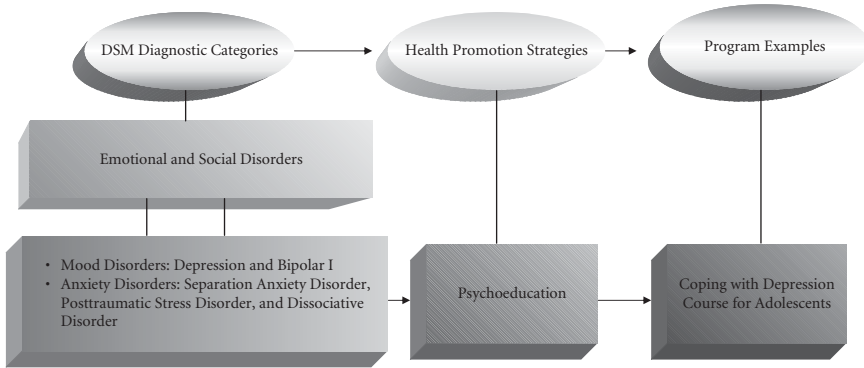 DSM Diagnostic Categories
Health Promotion Strategies
Program Examples
Emotional and Social Disorders
• Mood Disorders: Depression and Bipolar I
• Anxiety Disorders: Separation Anxiety Disorder,
Posttraumatic Stress Disorder, and Dissociative
Disorder
Psychoeducation
Coping with Depression
Course for Adolescents